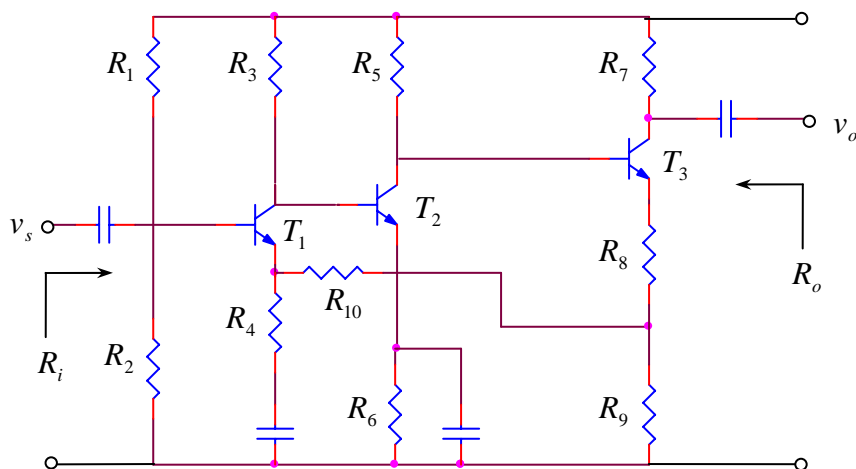 R₁
R₃
R₅
R₇
vₒ
T₃
vₛ
T₁
T₂
R₈
Rₒ
R₁₀
R₄
Rᵢ
R₂
R₆
R₉